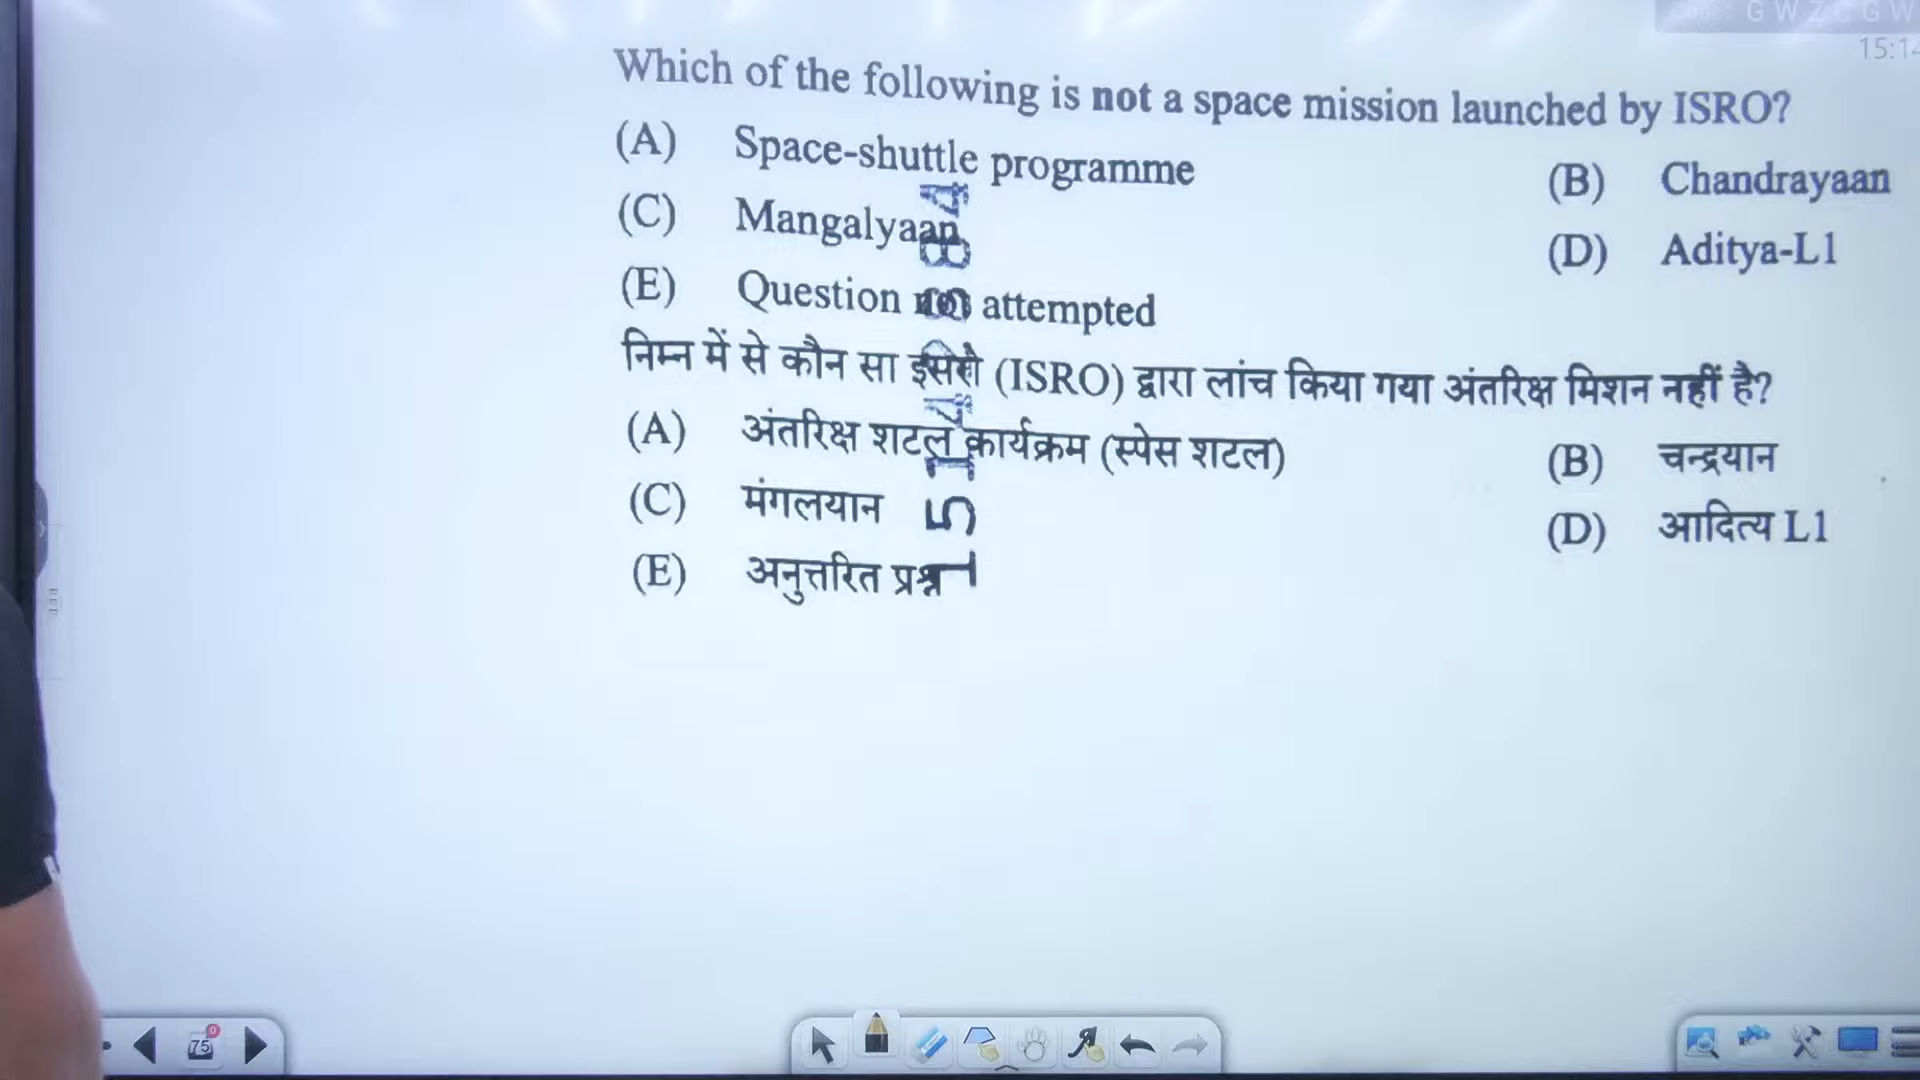 Which of the following is not a space mission launched by ISRO?
(A) Space-shuttle programme (B) Chandrayaan
(C) Mangalyaan (D) Aditya-L1
(E) Question not attempted
निम्न में से कौन सा इसरो (ISRO) द्वारा लांच किया गया अंतरिक्ष मिशन नहीं है?
(A) अंतरिक्ष शटल कार्यक्रम (स्पेस शटल) (B) चन्द्रयान
(C) मंगलयान (D) आदित्य L1
(E) अनुत्तरित प्रश्न
75
0